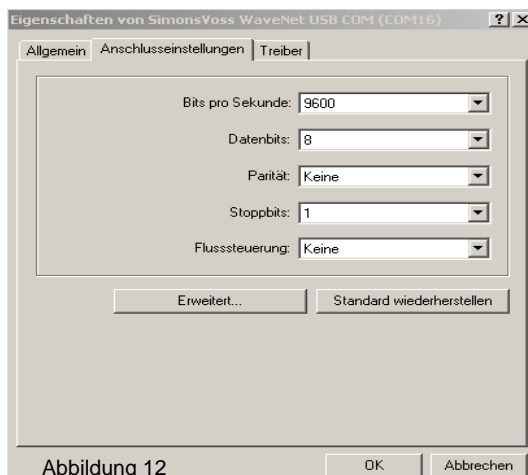 Eigenschaften von SimonsVoss WaveNet USB COM (COM16)
Allgemein Anschlusseinstellungen Treiber
Bits pro Sekunde: 9600
Datenbits: 8
Parität: Keine
Stoppbits: 1
Flusssteuerung: Keine
Erweitert... Standard wiederherstellen
Abbildung 12 OK Abbrechen